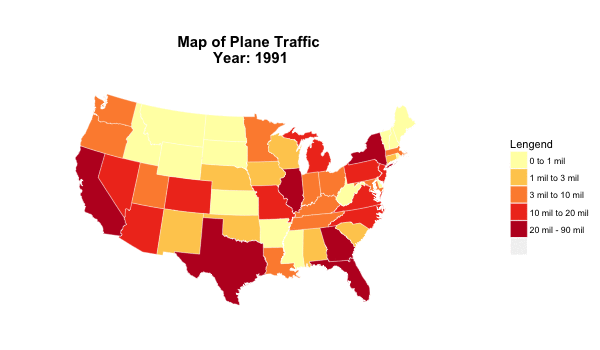 Map of Plane Traffic
Year: 1991
Lengend
0 to 1 mil
1 mil to 3 mil
3 mil to 10 mil
10 mil to 20 mil
20 mil - 90 mil